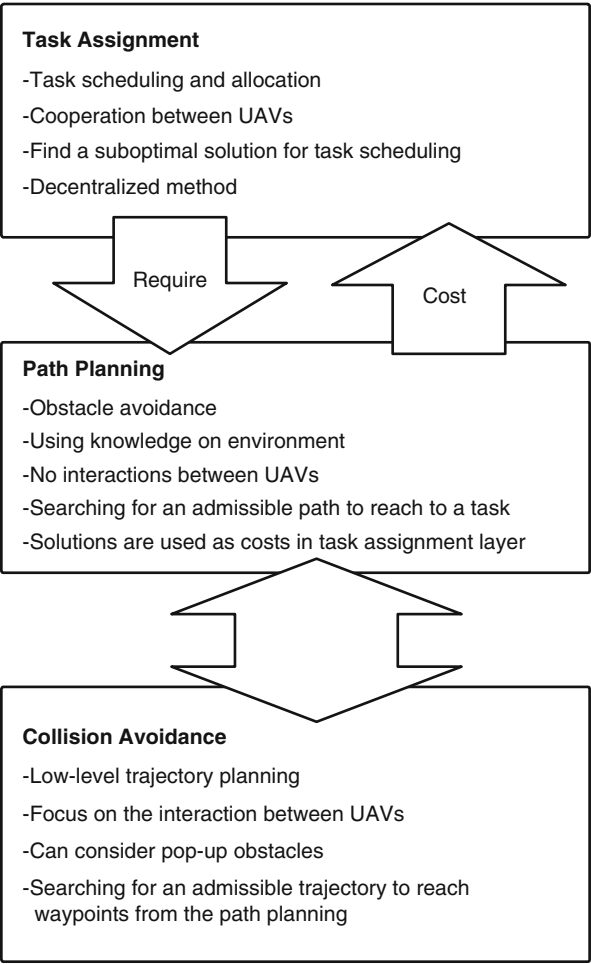 Task Assignment
-Task scheduling and allocation
-Cooperation between UAVs
-Find a suboptimal solution for task scheduling
-Decentralized method
Require
Cost
Path Planning
-Obstacle avoidance
-Using knowledge on environment
-No interactions between UAVs
-Searching for an admissible path to reach to a task
-Solutions are used as costs in task assignment layer
Collision Avoidance
-Low-level trajectory planning
-Focus on the interaction between UAVs
-Can consider pop-up obstacles
-Searching for an admissible trajectory to reach
waypoints from the path planning